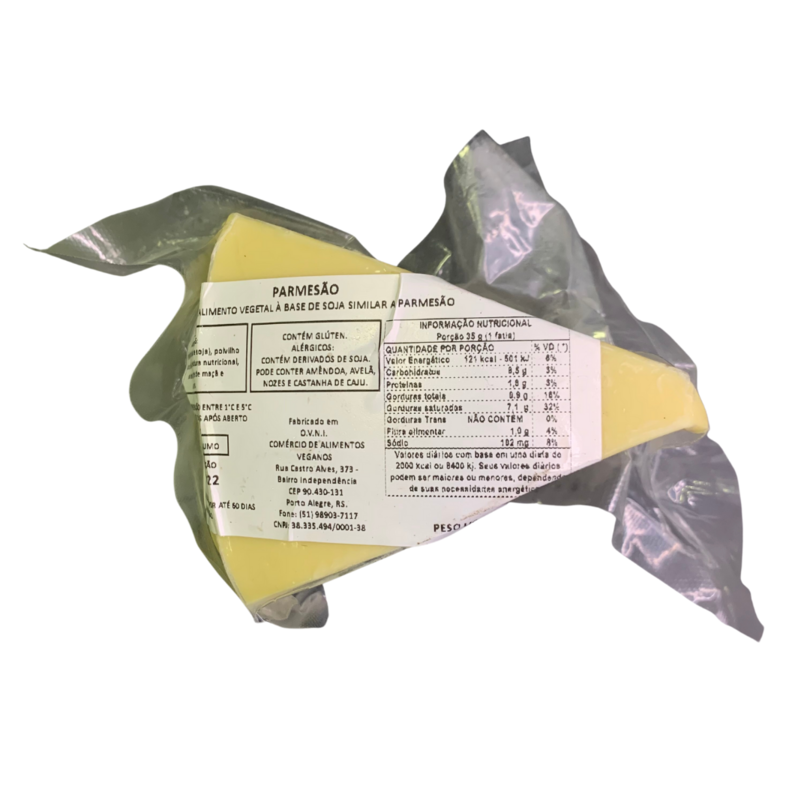 PARMESÃO
ALIMENTO VEGETAL À BASE DE SOJA SIMILAR A PARMESÃO
polvilho
nutricional,
maçã e
CONTÉM GLÚTEN.
ALÉRGICOS:
CONTÉM DERIVADOS DE SOJA.
PODE CONTER AMÊNDOA, AVELÃ,
NOZES E CASTANHA DE CAJU.
ENTRE 1°C E 5°C
APÓS ABERTO
22
ATÉ 60 DIAS
Fabricado em
O.V.N.I.
COMÉRCIO DE ALIMENTOS
VEGANOS
Rua Castro Alves, 373 -
Bairro Independência
CEP 90.430-131
Porto Alegre, RS.
Fone: (51) 98903-7117
CNPJ 38.335.494/0001-38
INFORMAÇÃO NUTRICIONAL
Porção 35 g (1 fatia)
QUANTIDADE POR PORÇÃO % VD (*)
Valor Energético 121 kcal - 501 kJ 6%
Carboidratos 8,5 g 3%
Proteínas 1,8 g 3%
Gorduras totais 8,9 g 16%
Gorduras saturadas 7,1 g 32%
Gorduras Trans NÃO CONTÉM 0%
Fibra alimentar 1,0 g 4%
Sódio 192 mg 8%
Valores diários com base em uma dieta de
2000 kcal ou 8400 kj. Seus valores diários
podem ser maiores ou menores, dependendo
de suas necessidades